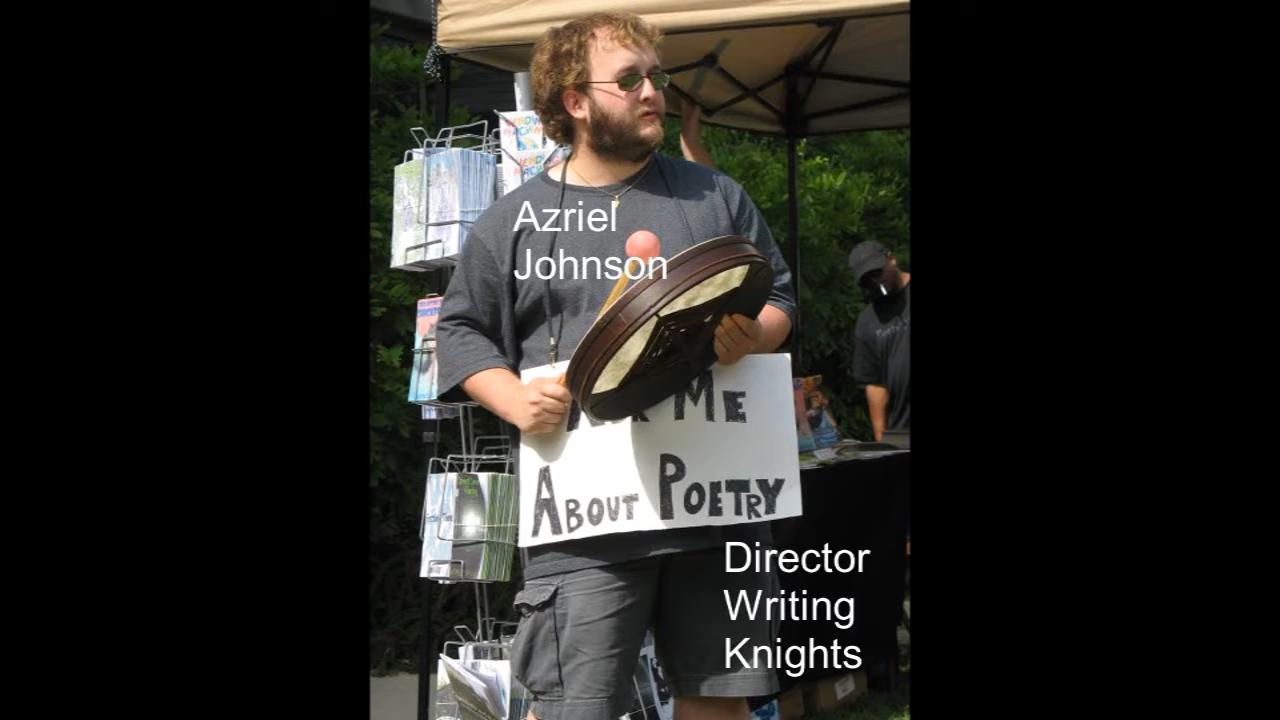 Azriel
Johnson
Me
About Poetry
Director
Writing
Knights